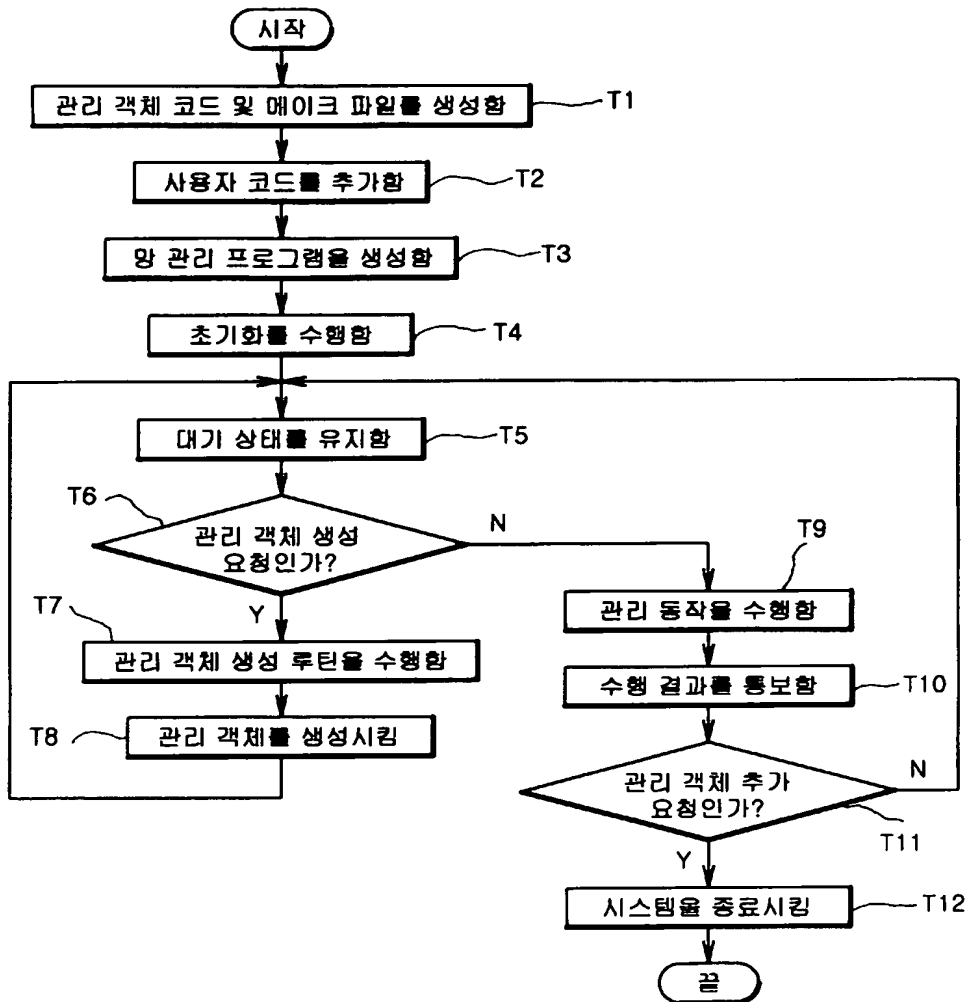 시작
관리 객체 코드 및 메이크 파일를 생성함
T1
사용자 코드를 추가함
T2
망 관리 프로그램을 생성함
T3
초기화를 수행함
T4
대기 상태를 유지함
T5
T6
관리 객체 생성
요청인가?
N
Y
T7
관리 객체 생성 루틴을 수행함
T8
관리 객체를 생성시킴
T9
관리 동작을 수행함
수행 결과를 통보함
T10
관리 객체 추가
요청인가?
N
T11
Y
시스템을 종료시킴
T12
끝